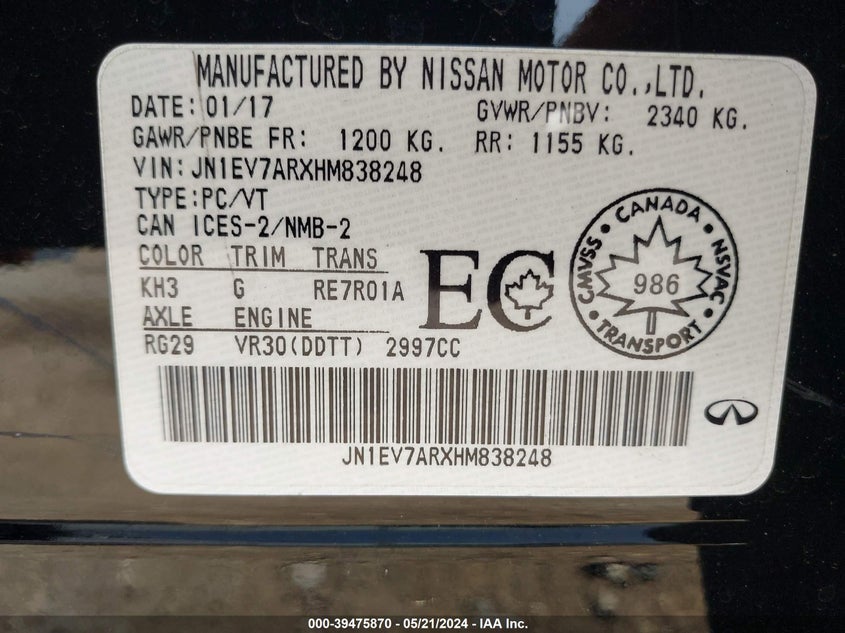 MANUFACTURED BY NISSAN MOTOR CO.,LTD.
DATE: 01/17 GVWR/PNBV: 2340 KG.
GAWR/PNBE FR: 1200 KG. RR: 1155 KG.
VIN: JN1EV7ARXHM838248
TYPE: PC/VT
CAN ICES-2/NMB-2
COLOR TRIM TRANS
KH3 G RE7R01A
AXLE ENGINE
RG29 VR30(DDTT) 2997CC
EC
CANADA
CMVSS
NSVAC
986
TRANSPORT
JN1EV7ARXHM838248
000-39475870 - 05/21/2024 - IAA Inc.